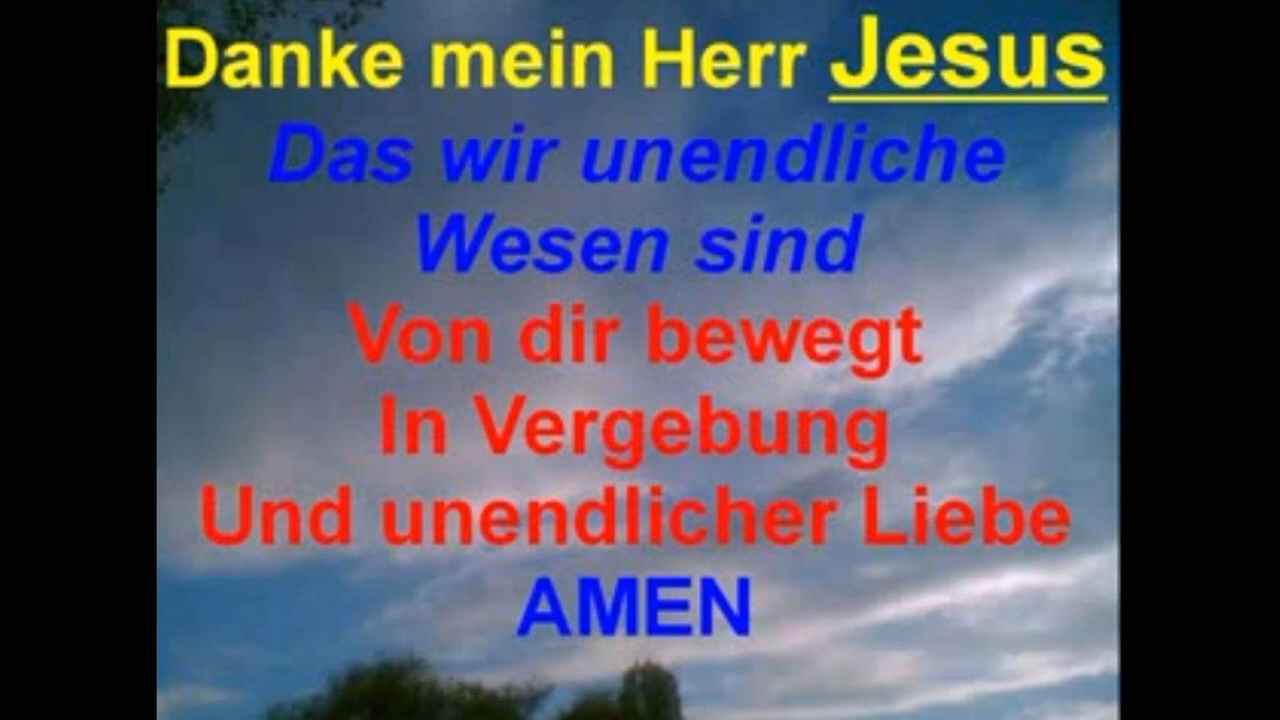 Danke mein Herr Jesus
Das wir unendliche
Wesen sind
Von dir bewegt
In Vergebung
Und unendlicher Liebe
AMEN